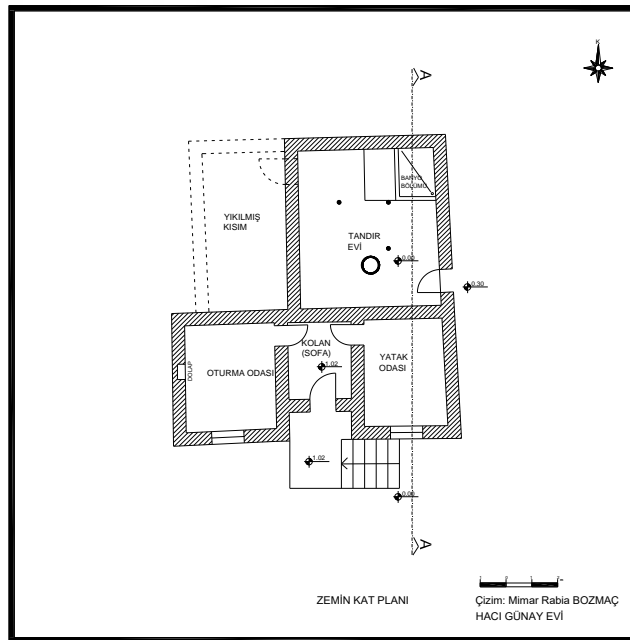 K
A
BANYO
BÖLÜMÜ
YIKILMIŞ
KISIM
TANDIR
EVİ
0.00
0.30
KOLAN
(SOFA)
1.02
YATAK
ODASI
OTURMA ODASI
DOLAP
1.02
0.00
A
ZEMİN KAT PLANI
Çizim: Mimar Rabia BOZMAÇ
HACI GÜNAY EVİ